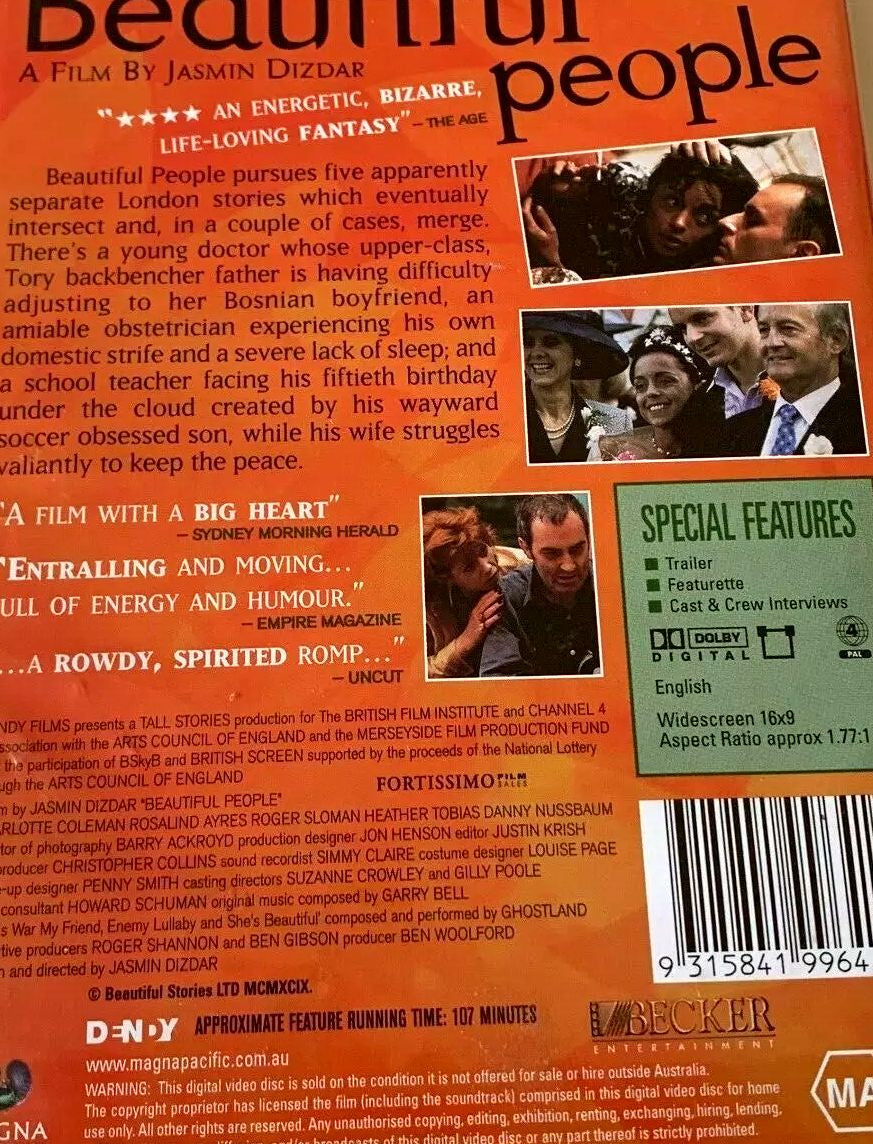 Beautiful
people
A FILM BY JASMIN DIZDAR
"★★★★ AN ENERGETIC, BIZARRE,
LIFE-LOVING FANTASY" – THE AGE
Beautiful People pursues five apparently
separate London stories which eventually
intersect and, in a couple of cases, merge.
There's a young doctor whose upper-class,
Tory backbencher father is having difficulty
adjusting to her Bosnian boyfriend, an
amiable obstetrician experiencing his own
domestic strife and a severe lack of sleep; and
a school teacher facing his fiftieth birthday
under the cloud created by his wayward
soccer obsessed son, while his wife struggles
valiantly to keep the peace.
"A FILM WITH A BIG HEART"
– SYDNEY MORNING HERALD
"ENTRALLING AND MOVING...
ULL OF ENERGY AND HUMOUR."
– EMPIRE MAGAZINE
...A ROWDY, SPIRITED ROMP..."
– UNCUT
SPECIAL FEATURES
■ Trailer
■ Featurette
■ Cast & Crew Interviews
DOLBY
DIGITAL
4
PAL
English
Widescreen 16x9
Aspect Ratio approx 1.77:1
NDY FILMS presents a TALL STORIES production for The BRITISH FILM INSTITUTE and CHANNEL 4
ssociation with the ARTS COUNCIL OF ENGLAND and the MERSEYSIDE FILM PRODUCTION FUND
the participation of BSkyB and BRITISH SCREEN supported by the proceeds of the National Lottery
ugh the ARTS COUNCIL OF ENGLAND
FORTISSIMO FILM SALES
m by JASMIN DIZDAR "BEAUTIFUL PEOPLE"
ARLOTTE COLEMAN ROSALIND AYRES ROGER SLOMAN HEATHER TOBIAS DANNY NUSSBAUM
tor of photography BARRY ACKROYD production designer JON HENSON editor JUSTIN KRISH
producer CHRISTOPHER COLLINS sound recordist SIMMY CLAIRE costume designer LOUISE PAGE
-up designer PENNY SMITH casting directors SUZANNE CROWLEY and GILLY POOLE
consultant HOWARD SCHUMAN original music composed by GARRY BELL
s War My Friend, Enemy Lullaby and She's Beautiful' composed and performed by GHOSTLAND
tive producers ROGER SHANNON and BEN GIBSON producer BEN WOOLFORD
n and directed by JASMIN DIZDAR
© Beautiful Stories LTD MCMXCIX.
9 315841 9964
DENDY APPROXIMATE FEATURE RUNNING TIME: 107 MINUTES
BECKER
ENTERTAINMENT
www.magnapacific.com.au
WARNING: This digital video disc is sold on the condition it is not offered for sale or hire outside Australia.
The copyright proprietor has licensed the film (including the soundtrack) comprised in this digital video disc for home
use only. All other rights are reserved. Any unauthorised copying, editing, exhibition, renting, exchanging, hiring, lending,
broadcasts of this digital video disc or any part thereof is strictly prohibited.
GNA
MA